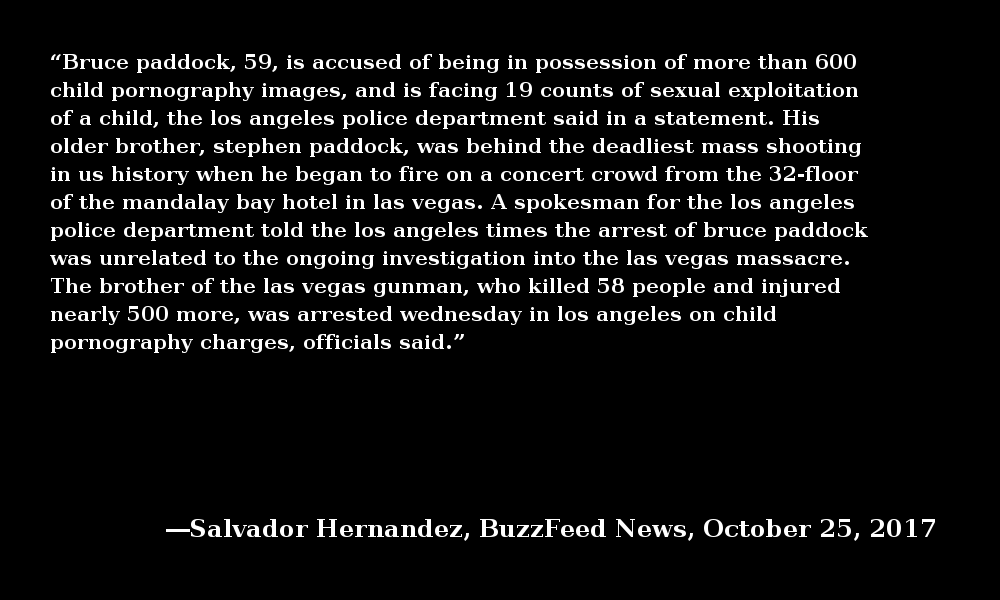 “Bruce paddock, 59, is accused of being in possession of more than 600
child pornography images, and is facing 19 counts of sexual exploitation
of a child, the los angeles police department said in a statement. His
older brother, stephen paddock, was behind the deadliest mass shooting
in us history when he began to fire on a concert crowd from the 32-floor
of the mandalay bay hotel in las vegas. A spokesman for the los angeles
police department told the los angeles times the arrest of bruce paddock
was unrelated to the ongoing investigation into the las vegas massacre.
The brother of the las vegas gunman, who killed 58 people and injured
nearly 500 more, was arrested wednesday in los angeles on child
pornography charges, officials said.”
—Salvador Hernandez, BuzzFeed News, October 25, 2017